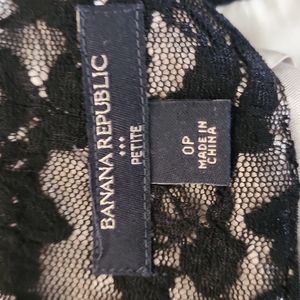 BANANA REPUBLIC
***
PETITE
0P
MADE IN
CHINA